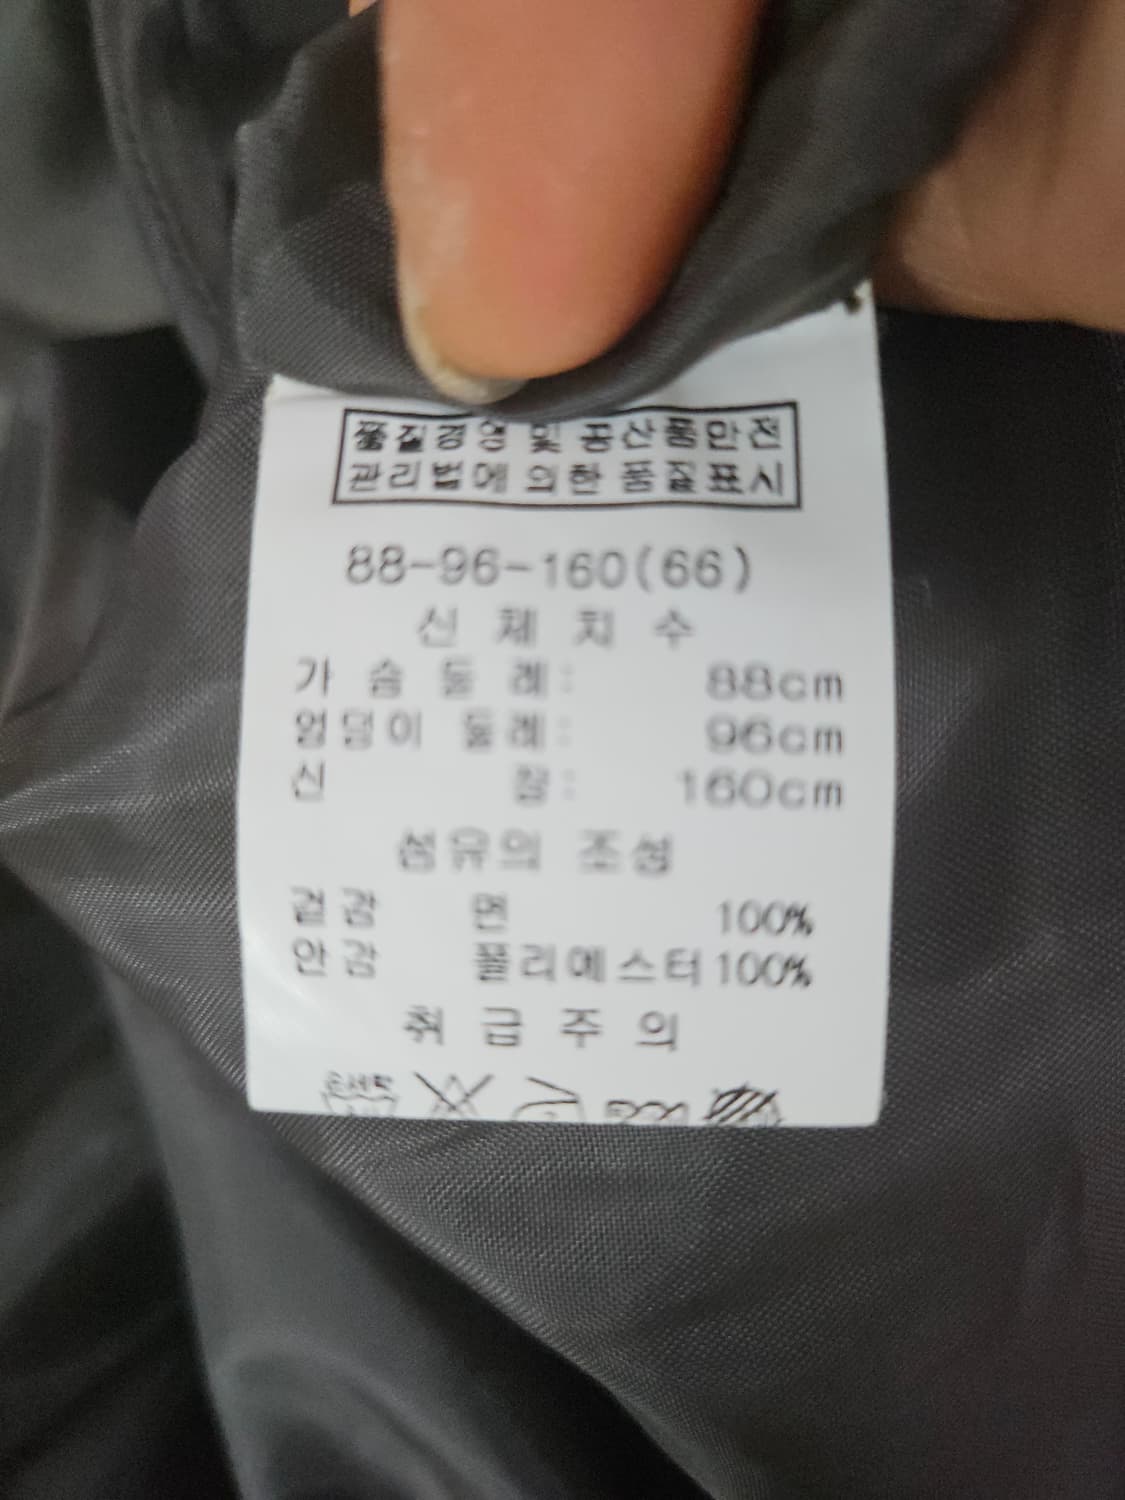 품질경영 및 공산품안전
관리법에 의한 품질표시
88-96-160(66)
신 체 치 수
가 슴 둘 레 : 88cm
엉덩이 둘레 : 96cm
신 장 : 160cm
섬유의 조성
겉감 면 100%
안감 폴리에스터 100%
취 급 주 의